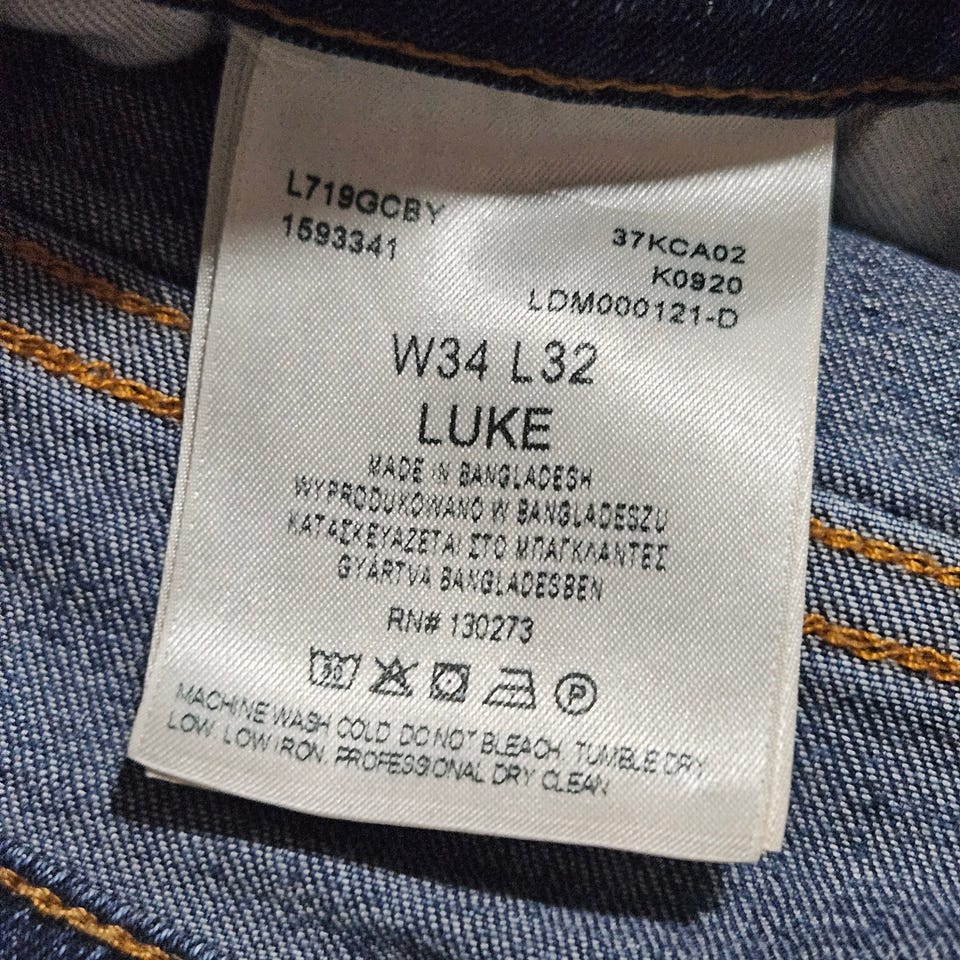 L719GCBY
1593341
37KCA02
K0920
LDM000121-D
W34 L32
LUKE
MADE IN BANGLADESH
WYPRODUKOWANO W BANGLADESZU
ΚΑΤΑΣΚΕΥΑΖΕΤΑΙ ΣΤΟ ΜΠΑΓΚΛΑΝΤΕΣ
GYÁRTVA BANGLADESBEN
RN# 130273
30
P
MACHINE WASH COLD. DO NOT BLEACH. TUMBLE DRY
LOW. LOW IRON. PROFESSIONAL DRY CLEAN